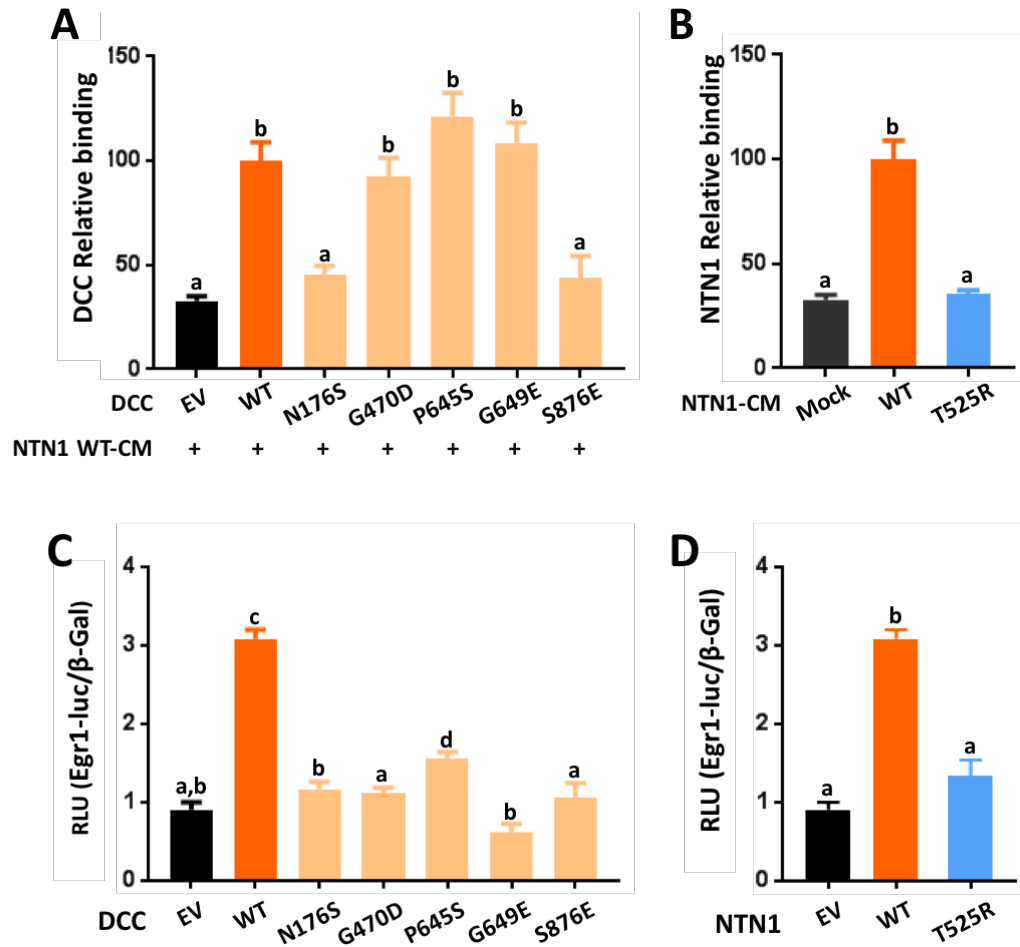 A
DCC Relative binding
150
100
50
0
a
b
a
b
b
b
a
DCC
EV
WT
N176S
G470D
P645S
G649E
S876E
NTN1 WT-CM + + + + + + +
B
NTN1 Relative binding
150
100
50
0
a
b
a
NTN1-CM
Mock
WT
T525R
C
RLU (Egr1-luc/β-Gal)
4
3
2
1
0
a,b
c
b
a
d
b
a
DCC
EV
WT
N176S
G470D
P645S
G649E
S876E
D
RLU (Egr1-luc/β-Gal)
4
3
2
1
0
a
b
a
NTN1
EV
WT
T525R